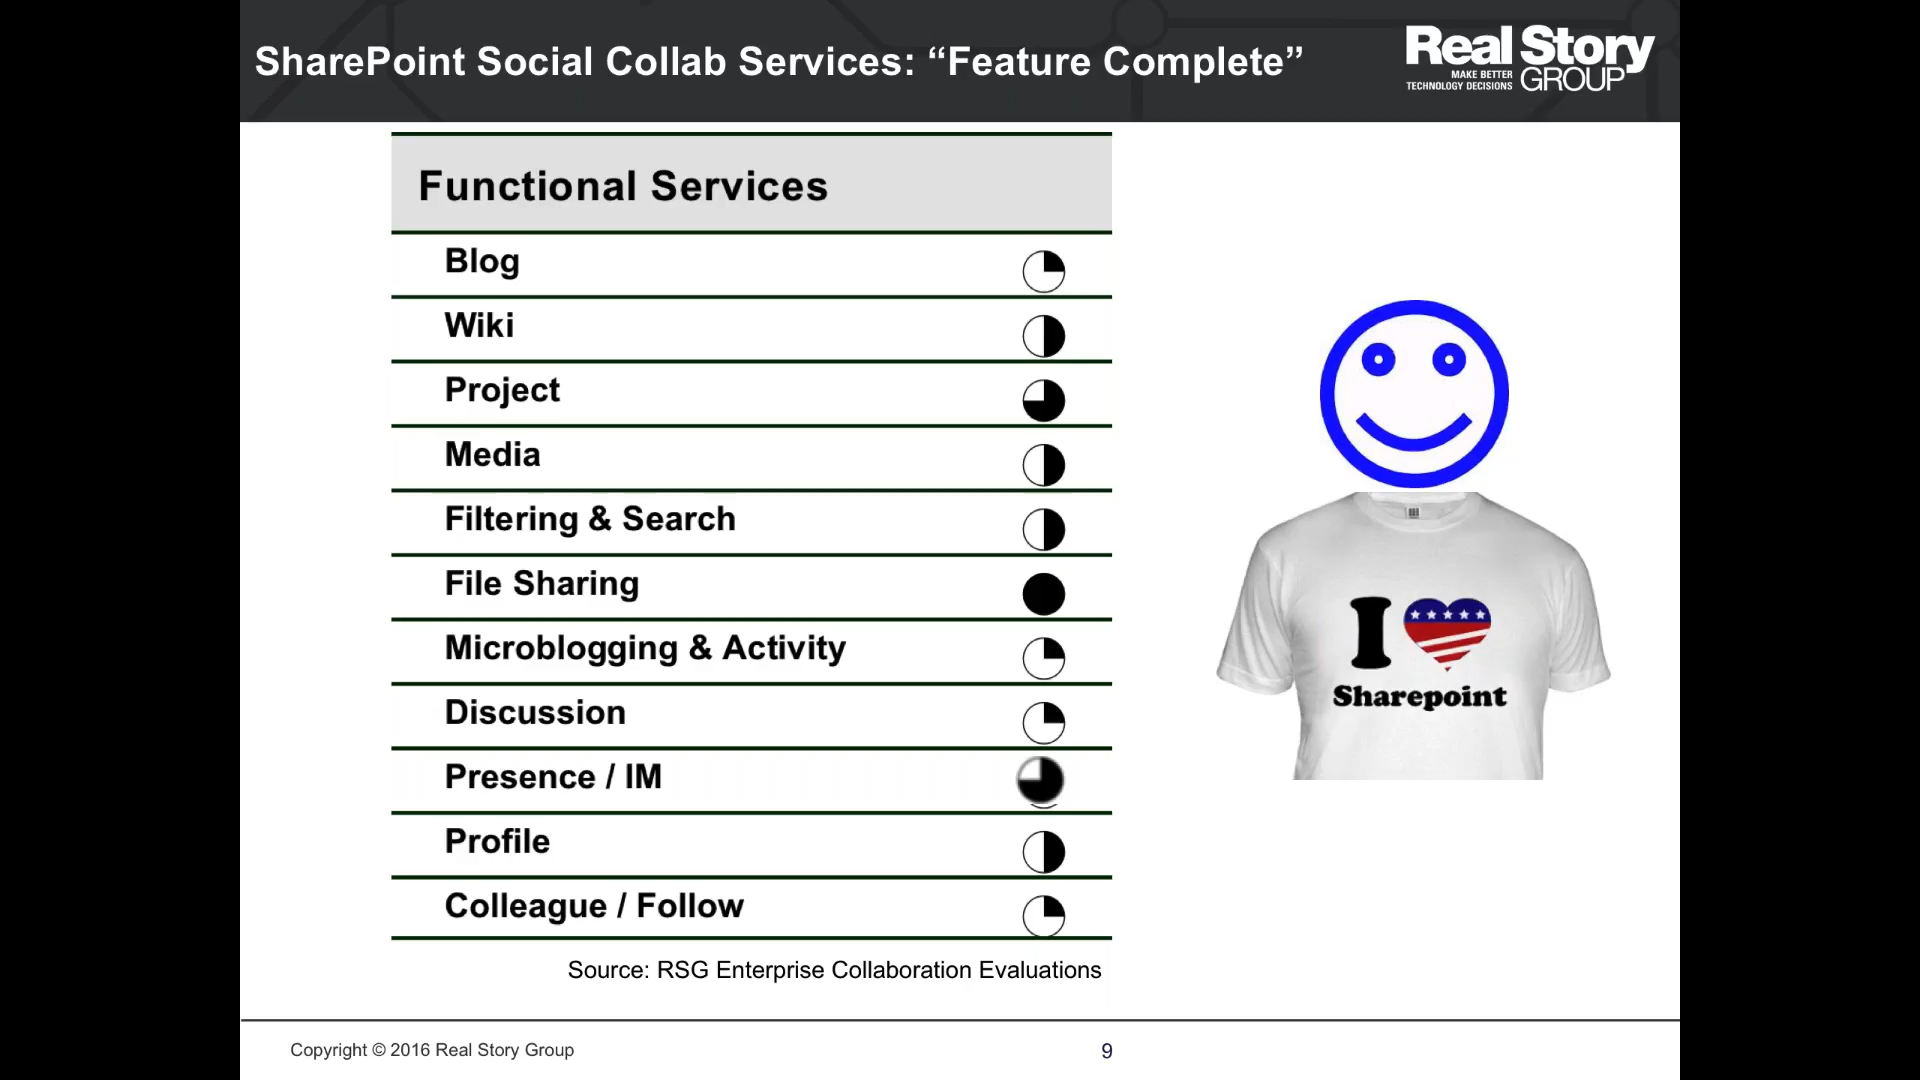 SharePoint Social Collab Services: “Feature Complete”
Real Story
MAKE BETTER
TECHNOLOGY DECISIONS
GROUP
Functional Services
Blog
Wiki
Project
Media
Filtering & Search
File Sharing
Microblogging & Activity
Discussion
Presence / IM
Profile
Colleague / Follow
I
Sharepoint
Source: RSG Enterprise Collaboration Evaluations
Copyright © 2016 Real Story Group
9